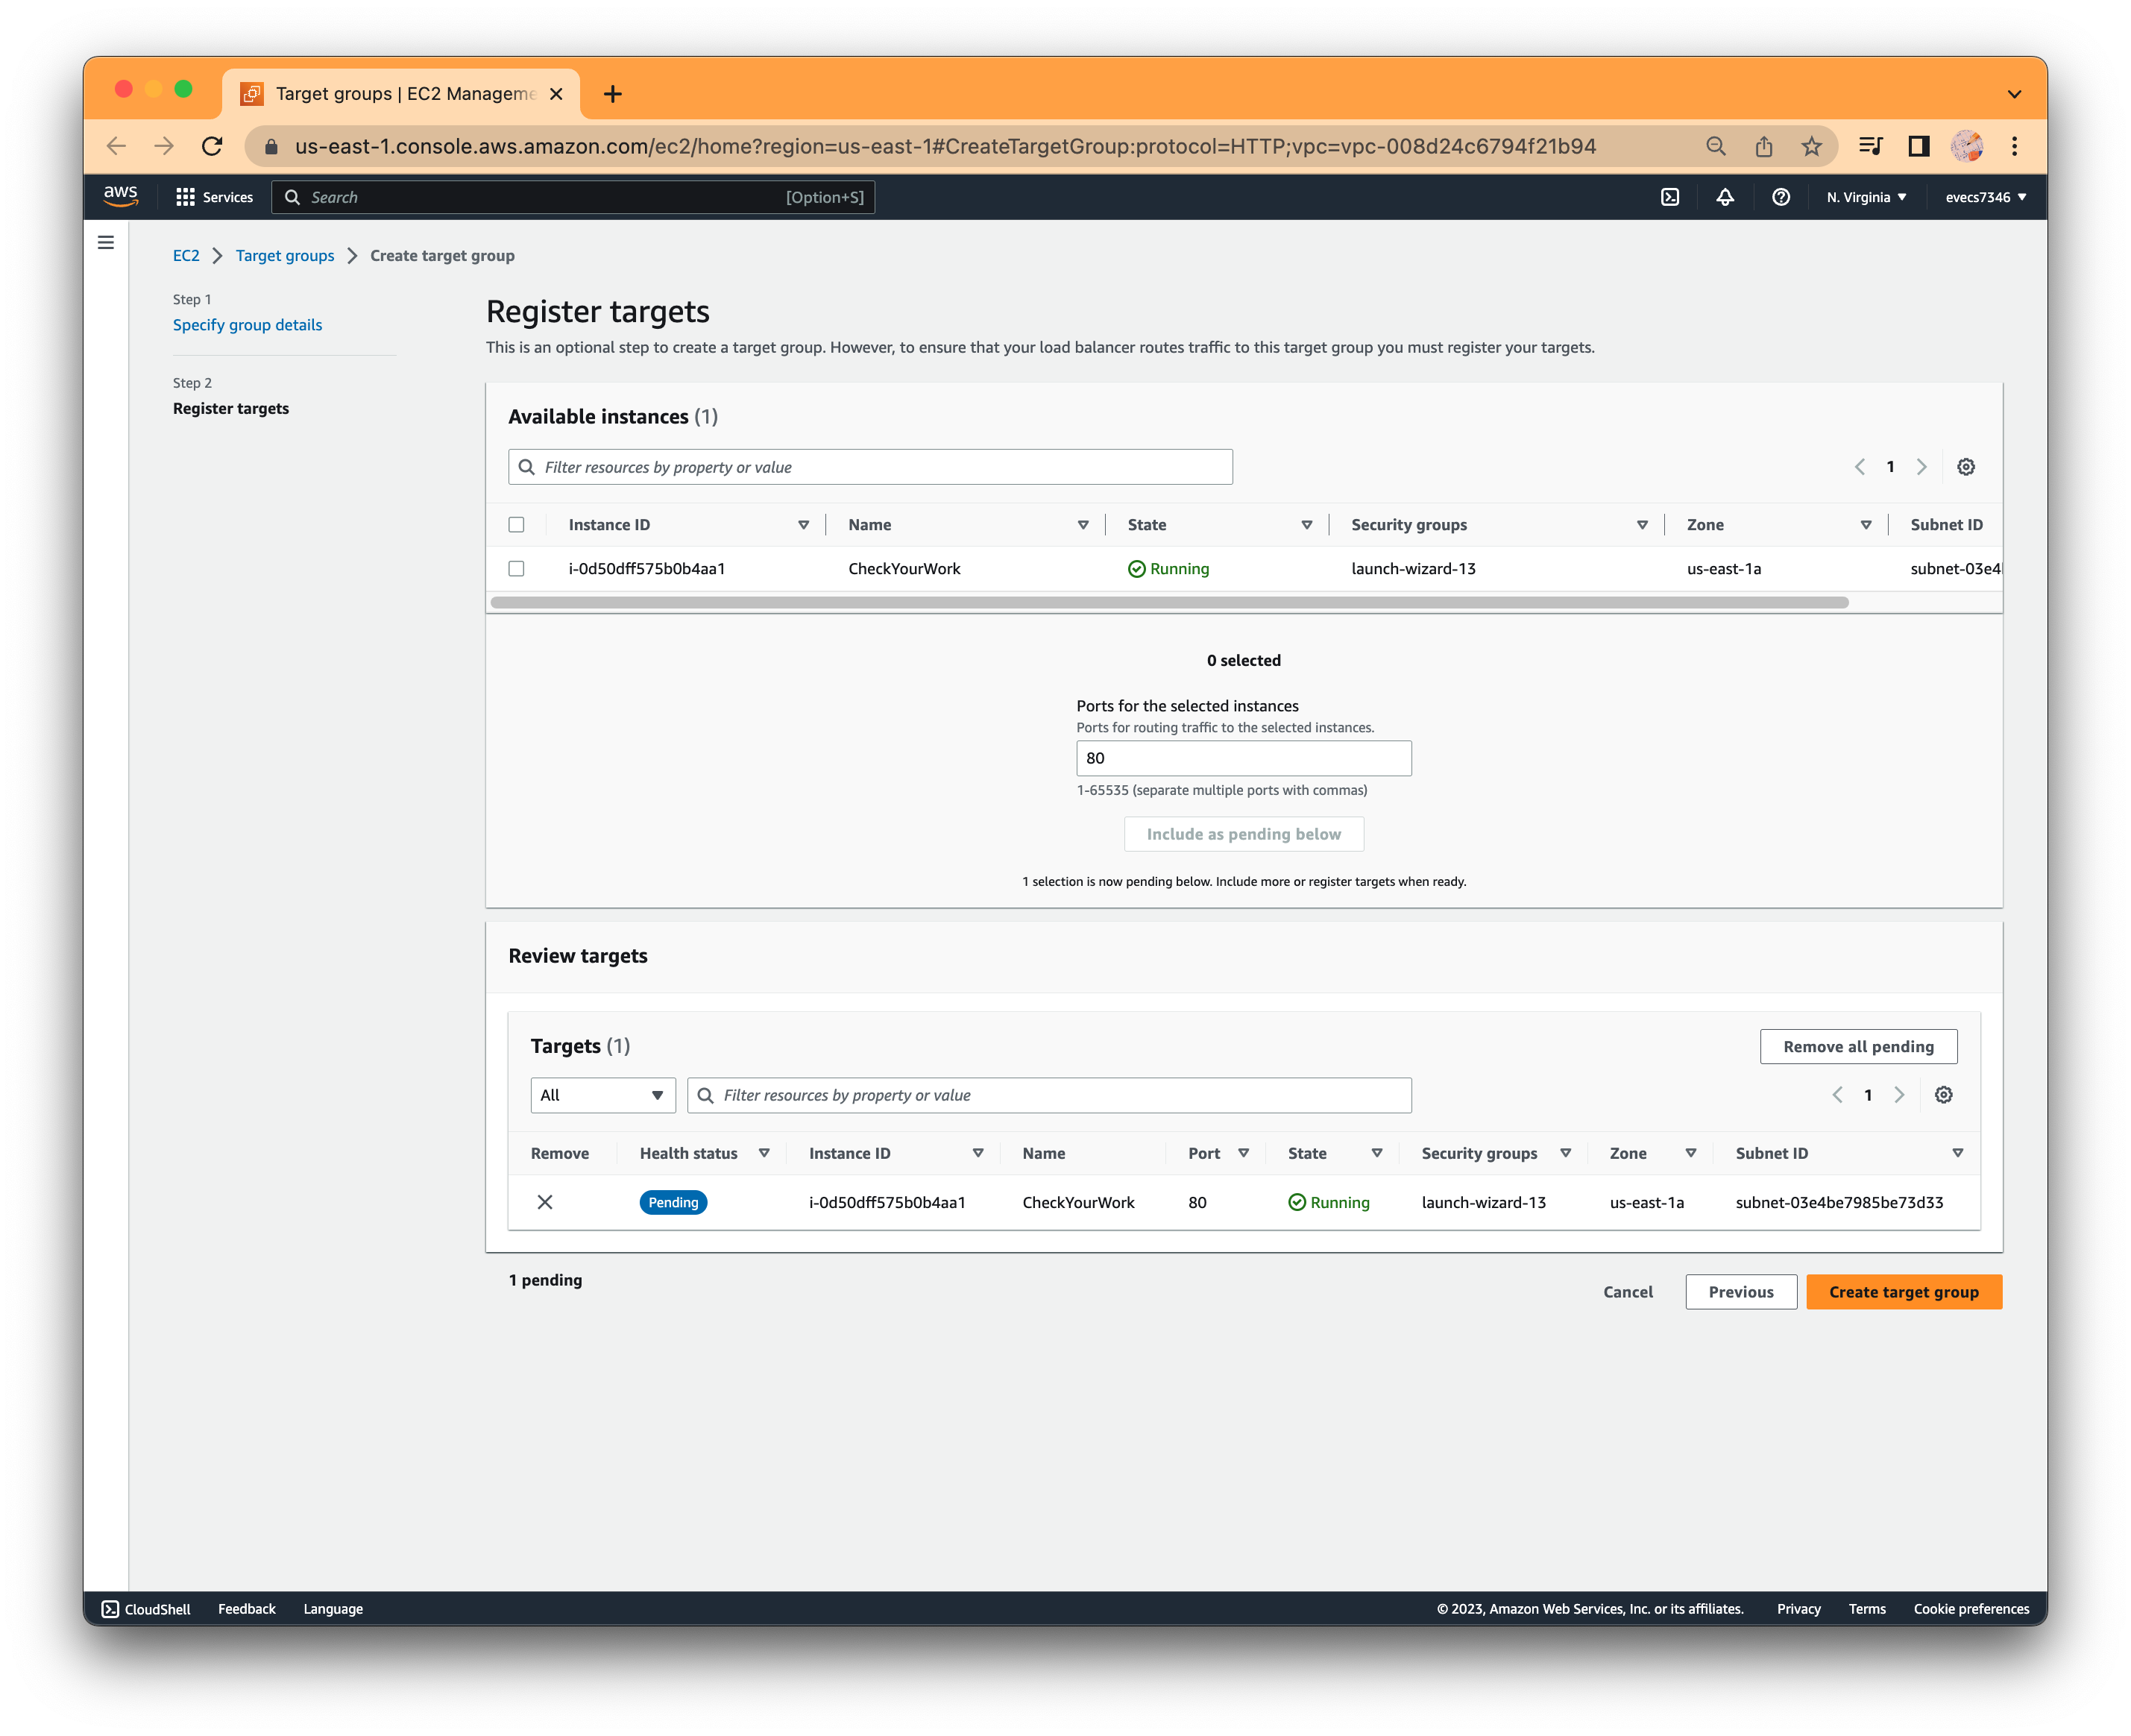 Target groups | EC2 Manageme
us-east-1.console.aws.amazon.com/ec2/home?region=us-east-1#CreateTargetGroup:protocol=HTTP;vpc=vpc-008d24c6794f21b94
aws
Services
Search
[Option+S]
N. Virginia
evecs7346
EC2
Target groups
Create target group
Step 1
Specify group details
Step 2
Register targets
Register targets
This is an optional step to create a target group. However, to ensure that your load balancer routes traffic to this target group you must register your targets.
Available instances (1)
Filter resources by property or value
1
Instance ID Name State Security groups Zone Subnet ID
i-0d50dff575b0b4aa1 CheckYourWork Running launch-wizard-13 us-east-1a subnet-03e4
0 selected
Ports for the selected instances
Ports for routing traffic to the selected instances.
80
1-65535 (separate multiple ports with commas)
Include as pending below
1 selection is now pending below. Include more or register targets when ready.
Review targets
Targets (1)
Remove all pending
All
Filter resources by property or value
1
Remove Health status Instance ID Name Port State Security groups Zone Subnet ID
Pending i-0d50dff575b0b4aa1 CheckYourWork 80 Running launch-wizard-13 us-east-1a subnet-03e4be7985be73d33
1 pending
Cancel
Previous
Create target group
CloudShell
Feedback
Language
© 2023, Amazon Web Services, Inc. or its affiliates.
Privacy
Terms
Cookie preferences